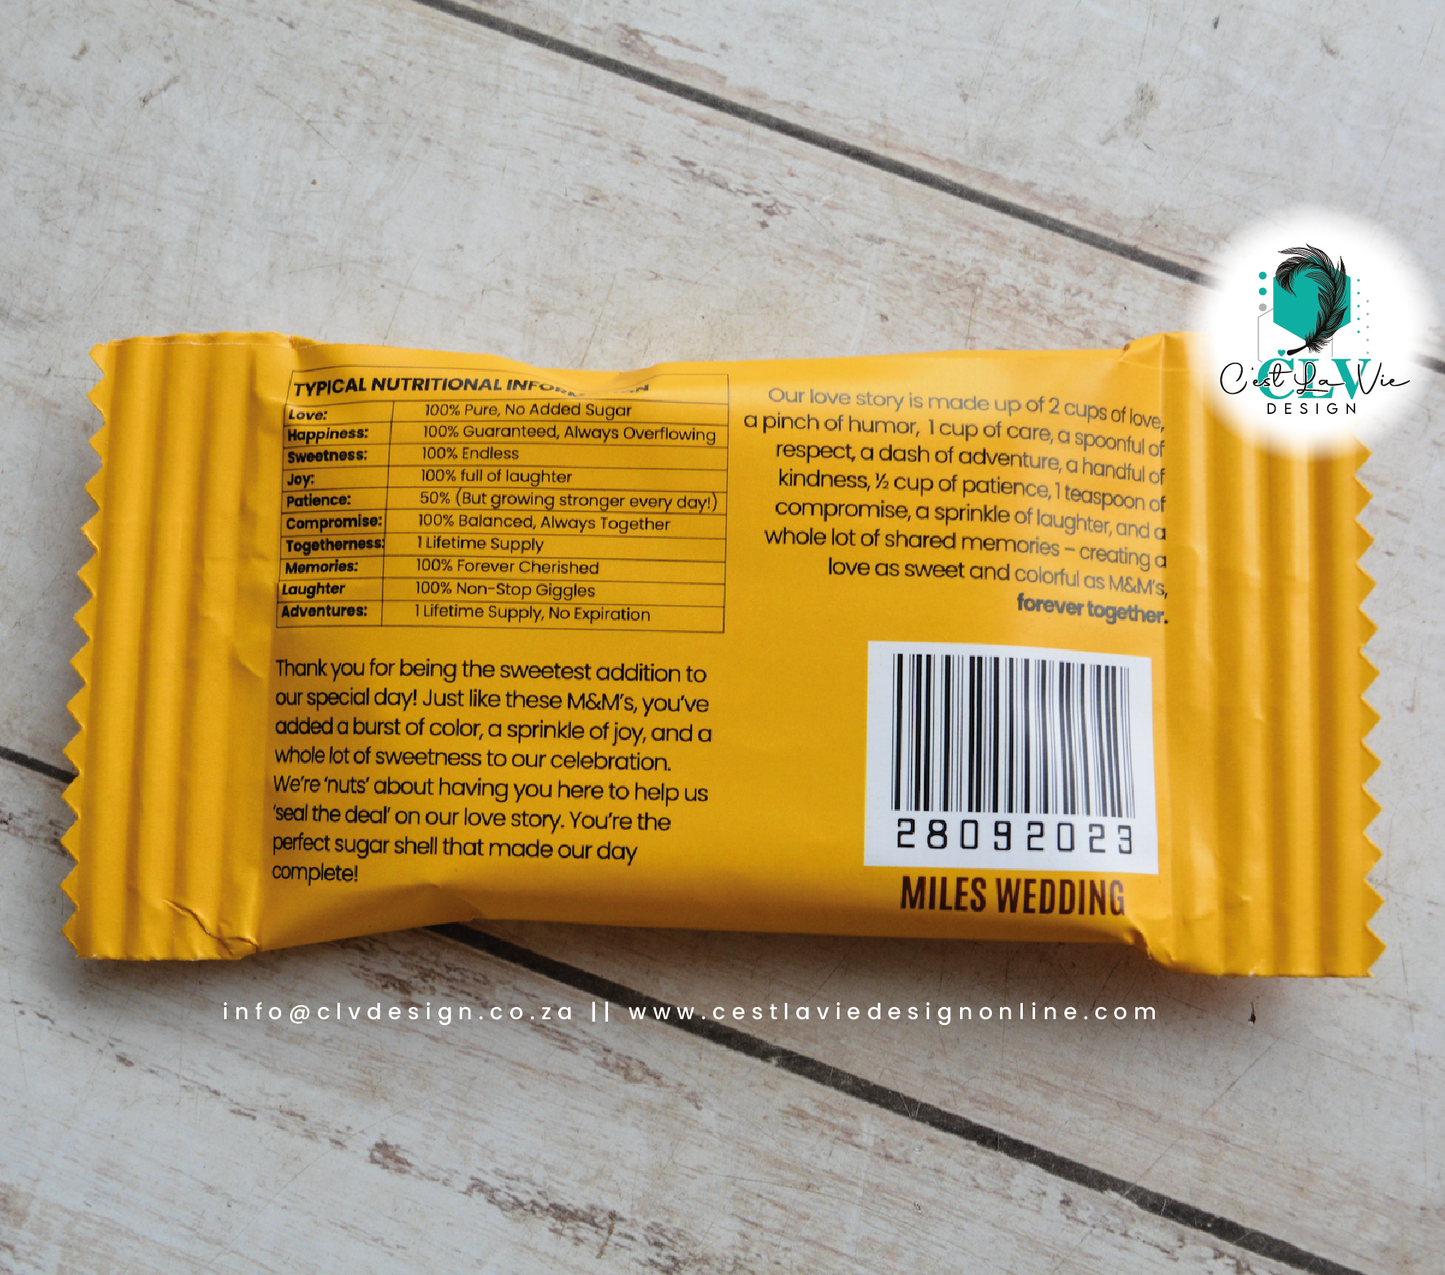 TYPICAL NUTRITIONAL
Love: 100% Pure, No Added Sugar
Happiness: 100% Guaranteed, Always Overflowing
Sweetness: 100% Endless
Joy: 100% full of laughter
Patience: 50% (But growing stronger every day!)
Compromise: 100% Balanced, Always Together
Togetherness: 1 Lifetime Supply
Memories: 100% Forever Cherished
Laughter 100% Non-Stop Giggles
Adventures: 1 Lifetime Supply, No Expiration
Thank you for being the sweetest addition to
our special day! Just like these M&M's, you've
added a burst of color, a sprinkle of joy, and a
whole lot of sweetness to our celebration.
We're 'nuts' about having you here to help us
'seal the deal' on our love story. You're the
perfect sugar shell that made our day
complete!
Our love story is made up of 2 cups of love,
a pinch of humor, 1 cup of care, a spoonful of
respect, a dash of adventure, a handful of
kindness, ½ cup of patience, 1 teaspoon of
compromise, a sprinkle of laughter, and a
whole lot of shared memories – creating a
love as sweet and colorful as M&M's,
forever together.
28092023
MILES WEDDING
CLV
C'est La Vie
DESIGN
info@clvdesign.co.za || www.cestlaviedesignonline.com